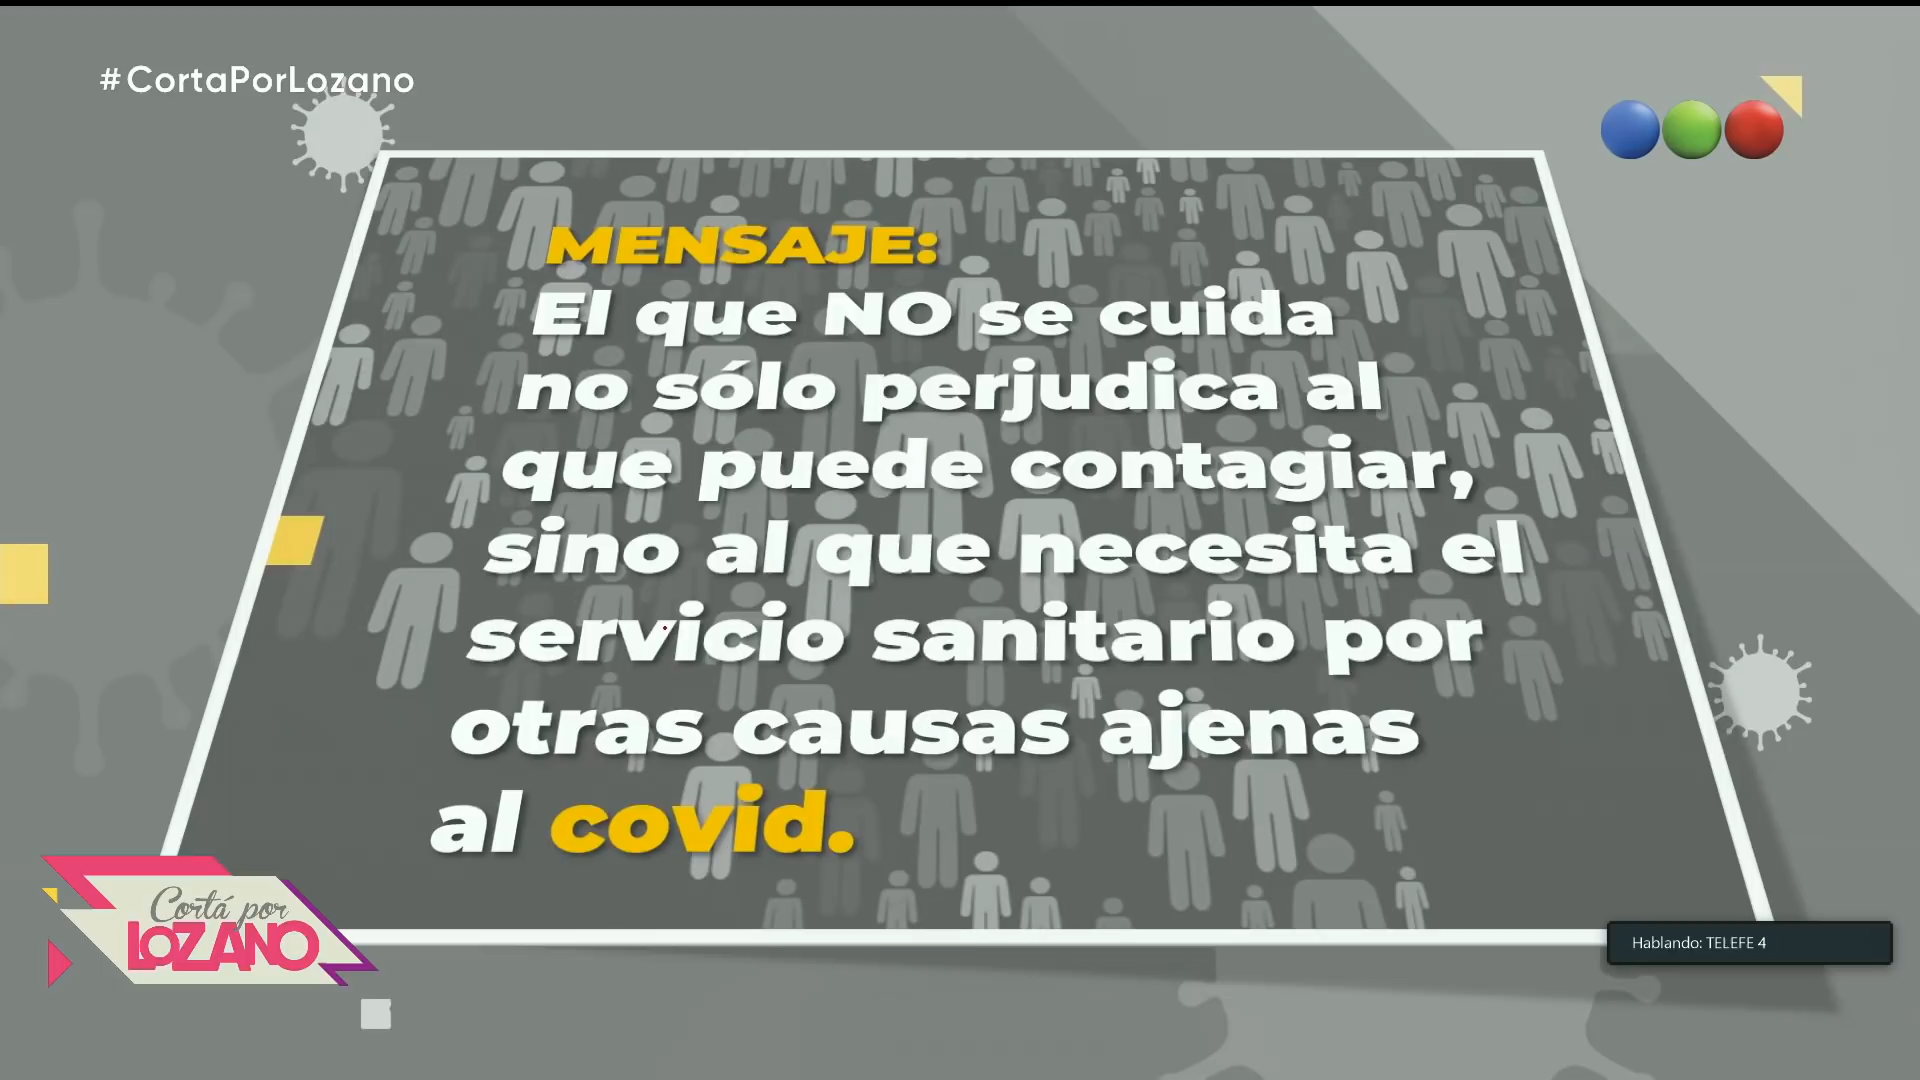 #CortaPorLozano
MENSAJE:
El que NO se cuida
no sólo perjudica al
que puede contagiar,
sino al que necesita el
servicio sanitario por
otras causas ajenas
al covid.
Cortá por
LOZANO
Hablando: TELEFE 4